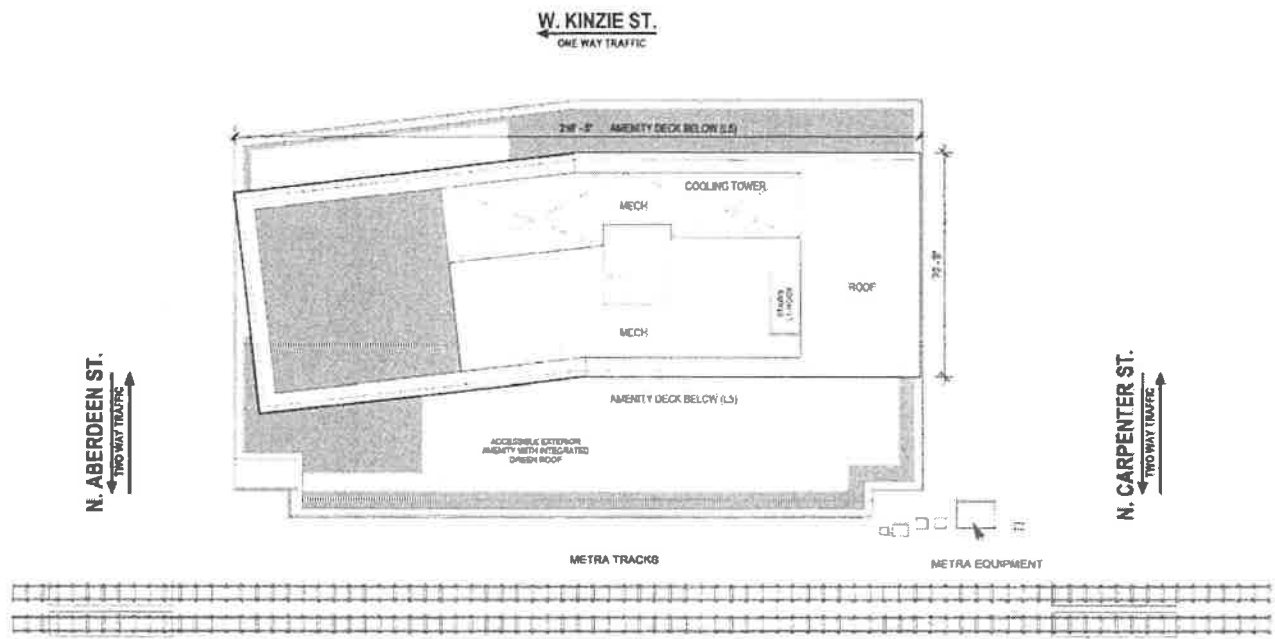 W. KINZIE ST.
ONE WAY TRAFFIC
AMENITY DECK BELOW (L5)
COOLING TOWER
MECH
ROOF
STAIRS
MECH
N. ABERDEEN ST.
TWO WAY TRAFFIC
AMENITY DECK BELOW (L5)
ACCESSIBLE EXTERIOR
AMENITY WITH INTEGRATED
GREEN ROOF
N. CARPENTER ST.
TWO WAY TRAFFIC
METRA TRACKS
METRA EQUIPMENT